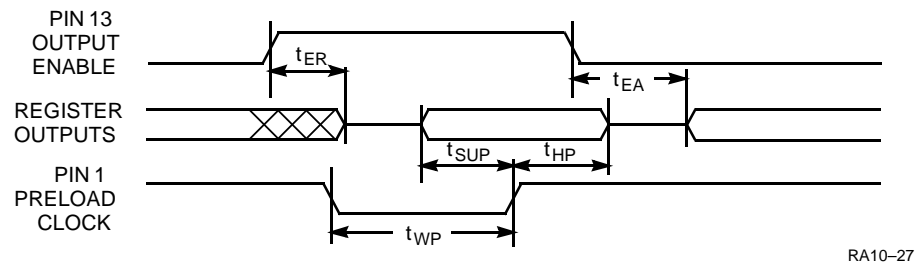 PIN 13
OUTPUT
ENABLE
tER
tEA
REGISTER
OUTPUTS
tSUP
tHP
PIN 1
PRELOAD
CLOCK
tWP
RA10–27